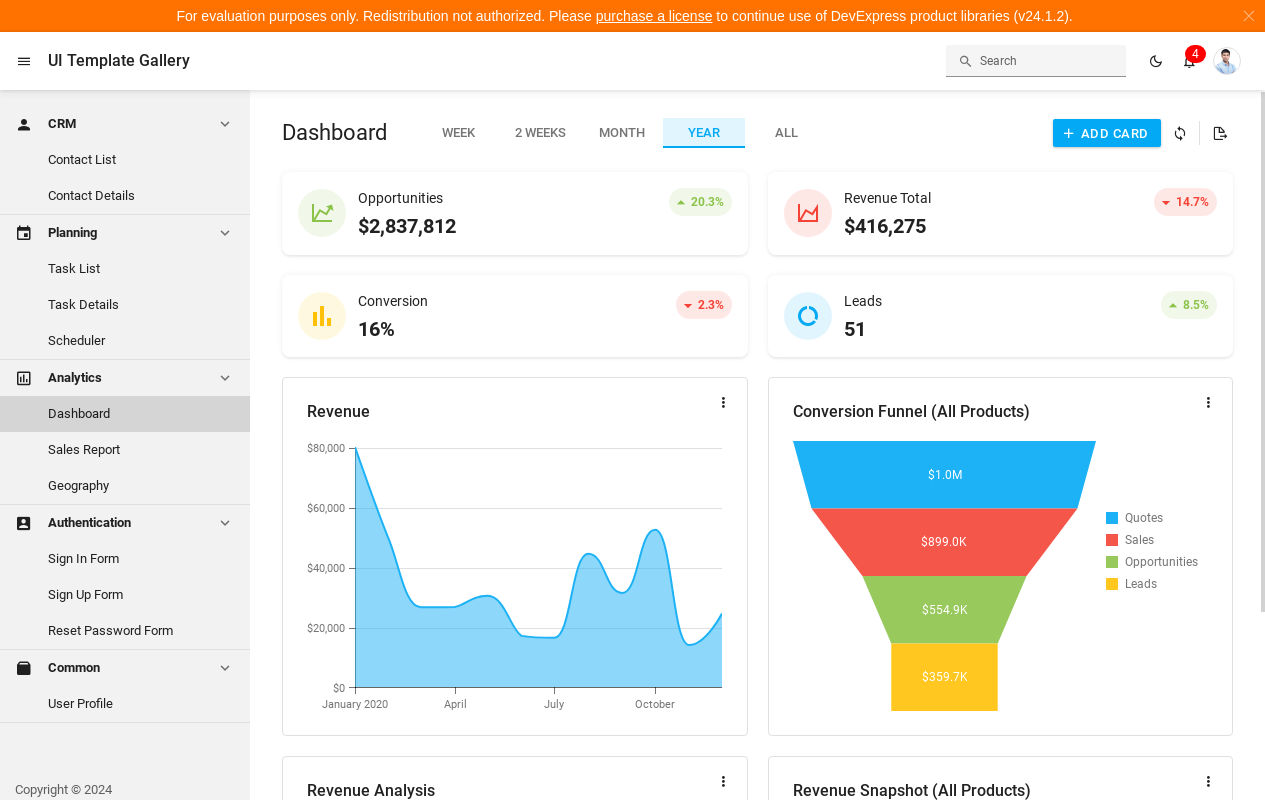 For evaluation purposes only. Redistribution not authorized. Please purchase a license to continue use of DevExpress product libraries (v24.1.2).
UI Template Gallery
Search
4
CRM
Contact List
Contact Details
Planning
Task List
Task Details
Scheduler
Analytics
Dashboard
Sales Report
Geography
Authentication
Sign In Form
Sign Up Form
Reset Password Form
Common
User Profile
Copyright © 2024
Dashboard
WEEK
2 WEEKS
MONTH
YEAR
ALL
ADD CARD
Opportunities
$2,837,812
20.3%
Revenue Total
$416,275
14.7%
Conversion
16%
2.3%
Leads
51
8.5%
Revenue
$80,000
$60,000
$40,000
$20,000
$0
January 2020
April
July
October
Conversion Funnel (All Products)
$1.0M
$899.0K
$554.9K
$359.7K
Quotes
Sales
Opportunities
Leads
Revenue Analysis
Revenue Snapshot (All Products)